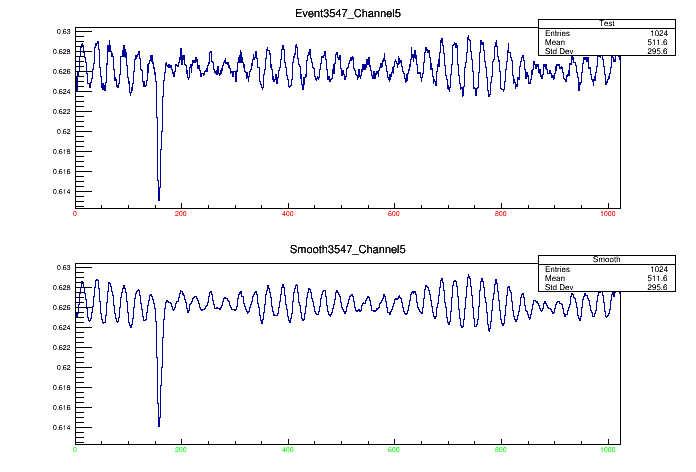 Event3547_Channel5
Test
Entries 1024
Mean 511.6
Std Dev 295.6
0.63
0.628
0.626
0.624
0.622
0.62
0.618
0.616
0.614
0 200 400 600 800 1000
Smooth3547_Channel5
Smooth
Entries 1024
Mean 511.6
Std Dev 295.6
0.63
0.628
0.626
0.624
0.622
0.62
0.618
0.616
0.614
0 200 400 600 800 1000